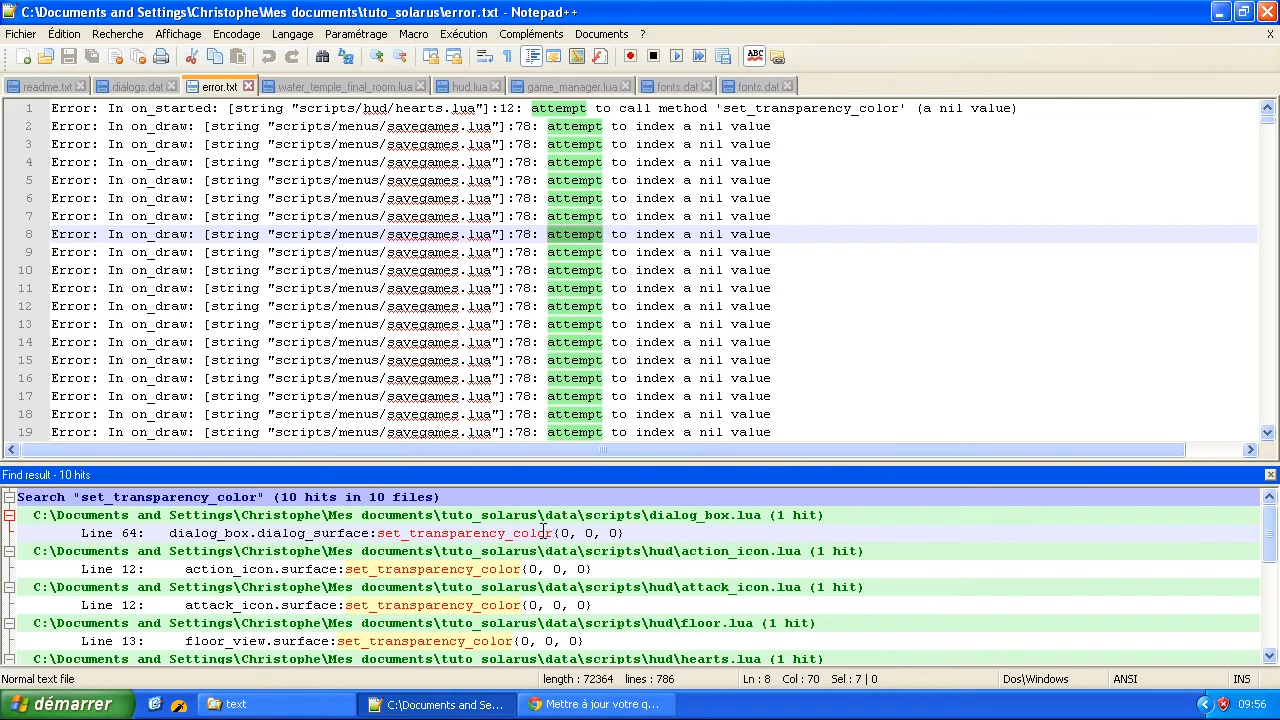 C:\Documents and Settings\Christophe\Mes documents\tuto_solarus\error.txt - Notepad++
Fichier Édition Recherche Affichage Encodage Langage Paramétrage Macro Exécution Compléments Documents ? X
ABC
readme.txt dialogs.dat error.txt water_temple_final_room.lua hud.lua game_manager.lua fonts.dat fonts.dat
1 Error: In on_started: [string "scripts/hud/hearts.lua"]:12: attempt to call method 'set_transparency_color' (a nil value)
2 Error: In on_draw: [string "scripts/menus/savegames.lua"]:78: attempt to index a nil value
3 Error: In on_draw: [string "scripts/menus/savegames.lua"]:78: attempt to index a nil value
4 Error: In on_draw: [string "scripts/menus/savegames.lua"]:78: attempt to index a nil value
5 Error: In on_draw: [string "scripts/menus/savegames.lua"]:78: attempt to index a nil value
6 Error: In on_draw: [string "scripts/menus/savegames.lua"]:78: attempt to index a nil value
7 Error: In on_draw: [string "scripts/menus/savegames.lua"]:78: attempt to index a nil value
8 Error: In on_draw: [string "scripts/menus/savegames.lua"]:78: attempt to index a nil value
9 Error: In on_draw: [string "scripts/menus/savegames.lua"]:78: attempt to index a nil value
10 Error: In on_draw: [string "scripts/menus/savegames.lua"]:78: attempt to index a nil value
11 Error: In on_draw: [string "scripts/menus/savegames.lua"]:78: attempt to index a nil value
12 Error: In on_draw: [string "scripts/menus/savegames.lua"]:78: attempt to index a nil value
13 Error: In on_draw: [string "scripts/menus/savegames.lua"]:78: attempt to index a nil value
14 Error: In on_draw: [string "scripts/menus/savegames.lua"]:78: attempt to index a nil value
15 Error: In on_draw: [string "scripts/menus/savegames.lua"]:78: attempt to index a nil value
16 Error: In on_draw: [string "scripts/menus/savegames.lua"]:78: attempt to index a nil value
17 Error: In on_draw: [string "scripts/menus/savegames.lua"]:78: attempt to index a nil value
18 Error: In on_draw: [string "scripts/menus/savegames.lua"]:78: attempt to index a nil value
19 Error: In on_draw: [string "scripts/menus/savegames.lua"]:78: attempt to index a nil value
Find result - 10 hits
Search "set_transparency_color" (10 hits in 10 files)
C:\Documents and Settings\Christophe\Mes documents\tuto_solarus\data\scripts\dialog_box.lua (1 hit)
Line 64: dialog_box.dialog_surface:set_transparency_color{0, 0, 0}
C:\Documents and Settings\Christophe\Mes documents\tuto_solarus\data\scripts\hud\action_icon.lua (1 hit)
Line 12: action_icon.surface:set_transparency_color{0, 0, 0}
C:\Documents and Settings\Christophe\Mes documents\tuto_solarus\data\scripts\hud\attack_icon.lua (1 hit)
Line 12: attack_icon.surface:set_transparency_color{0, 0, 0}
C:\Documents and Settings\Christophe\Mes documents\tuto_solarus\data\scripts\hud\floor.lua (1 hit)
Line 13: floor_view.surface:set_transparency_color{0, 0, 0}
C:\Documents and Settings\Christophe\Mes documents\tuto_solarus\data\scripts\hud\hearts.lua (1 hit)
Normal text file length : 72364 lines : 786 Ln : 8 Col : 70 Sel : 7 | 0 Dos\Windows ANSI INS
démarrer text C:\Documents and Se... Mettre à jour votre q... 09:56